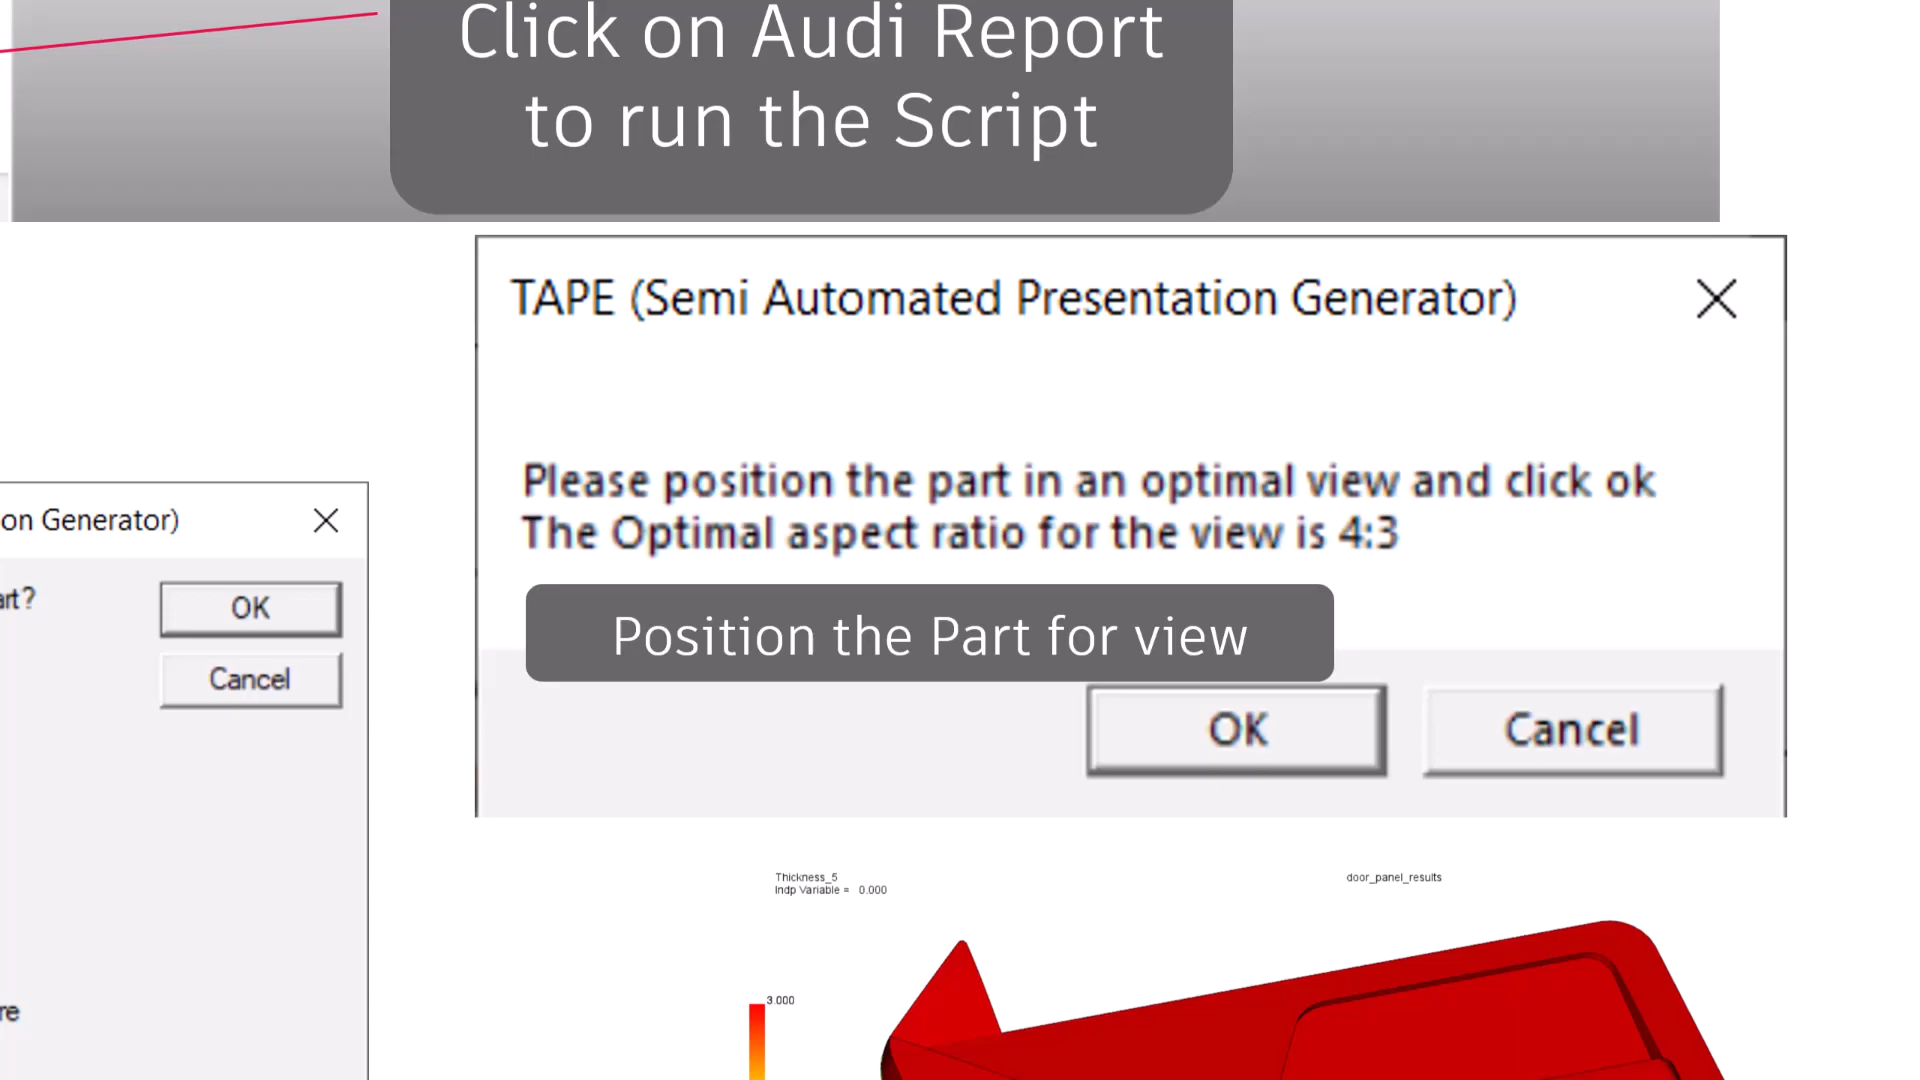 Click on Audi Report
to run the Script
TAPE (Semi Automated Presentation Generator)
Please position the part in an optimal view and click ok
The Optimal aspect ratio for the view is 4:3
Position the Part for view
OK
Cancel
on Generator)
art?
OK
Cancel
re
Thickness_5
Indp Variable = 0.000
door_panel_results
3.000